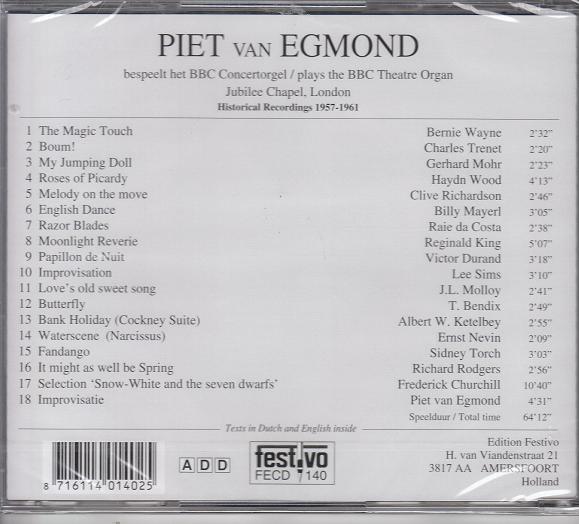 PIET VAN EGMOND
bespeelt het BBC Concertorgel / plays the BBC Theatre Organ
Jubilee Chapel, London
Historical Recordings 1957-1961
1 The Magic Touch Bernie Wayne 2'32"
2 Boum! Charles Trenet 2'20"
3 My Jumping Doll Gerhard Mohr 2'23"
4 Roses of Picardy Haydn Wood 4'13"
5 Melody on the move Clive Richardson 2'46"
6 English Dance Billy Mayerl 3'05"
7 Razor Blades Raie da Costa 2'38"
8 Moonlight Reverie Reginald King 5'07"
9 Papillon de Nuit Victor Durand 3'18"
10 Improvisation Lee Sims 3'10"
11 Love's old sweet song J.L. Molloy 2'41"
12 Butterfly T. Bendix 2'49"
13 Bank Holiday (Cockney Suite) Albert W. Ketelbey 2'55"
14 Waterscene (Narcissus) Ernst Nevin 2'09"
15 Fandango Sidney Torch 3'03"
16 It might as well be Spring Richard Rodgers 2'56"
17 Selection 'Snow-White and the seven dwarfs' Frederick Churchill 10'40"
18 Improvisatie Piet van Egmond 4'31"
Speelduur / Total time 64'12"
Texts in Dutch and English inside
8 716114 014025
A D D
festivo
FECD 7140
Edition Festivo
H. van Viandenstraat 21
3817 AA AMERSFOORT
Holland